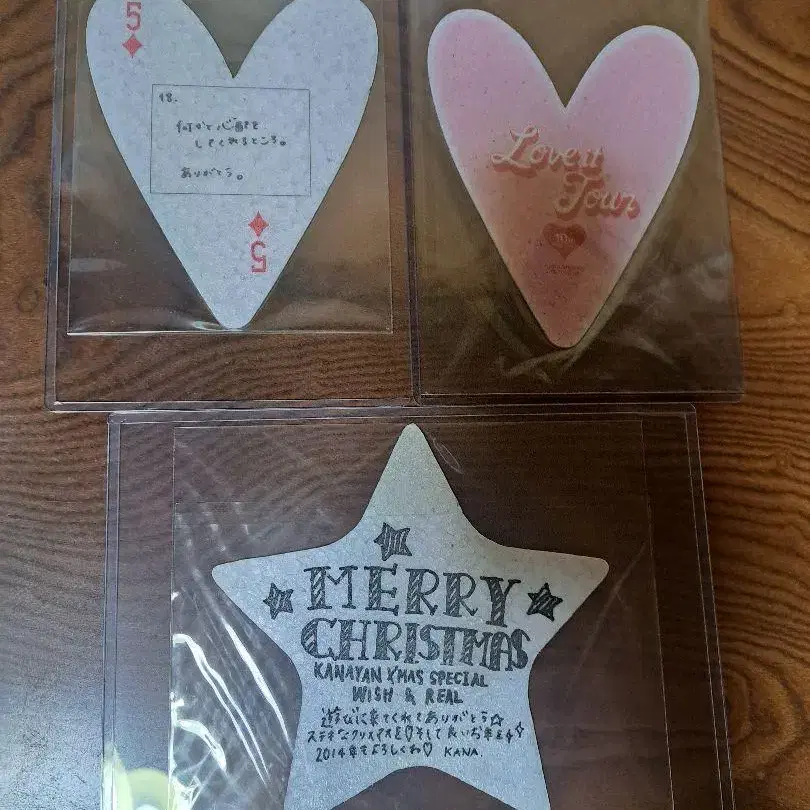 5
18.
何かと心配を
してくれるところ。
ありがとう。
5
Love it
Tour
10th
MERRY
CHRISTMAS
KANAYAN X'MAS SPECIAL
WISH & REAL
遊びに来てくれてありがとう☆
ステキなクリスマスを♡そして良いお年を
2014年もよろしくね♡ KANA.